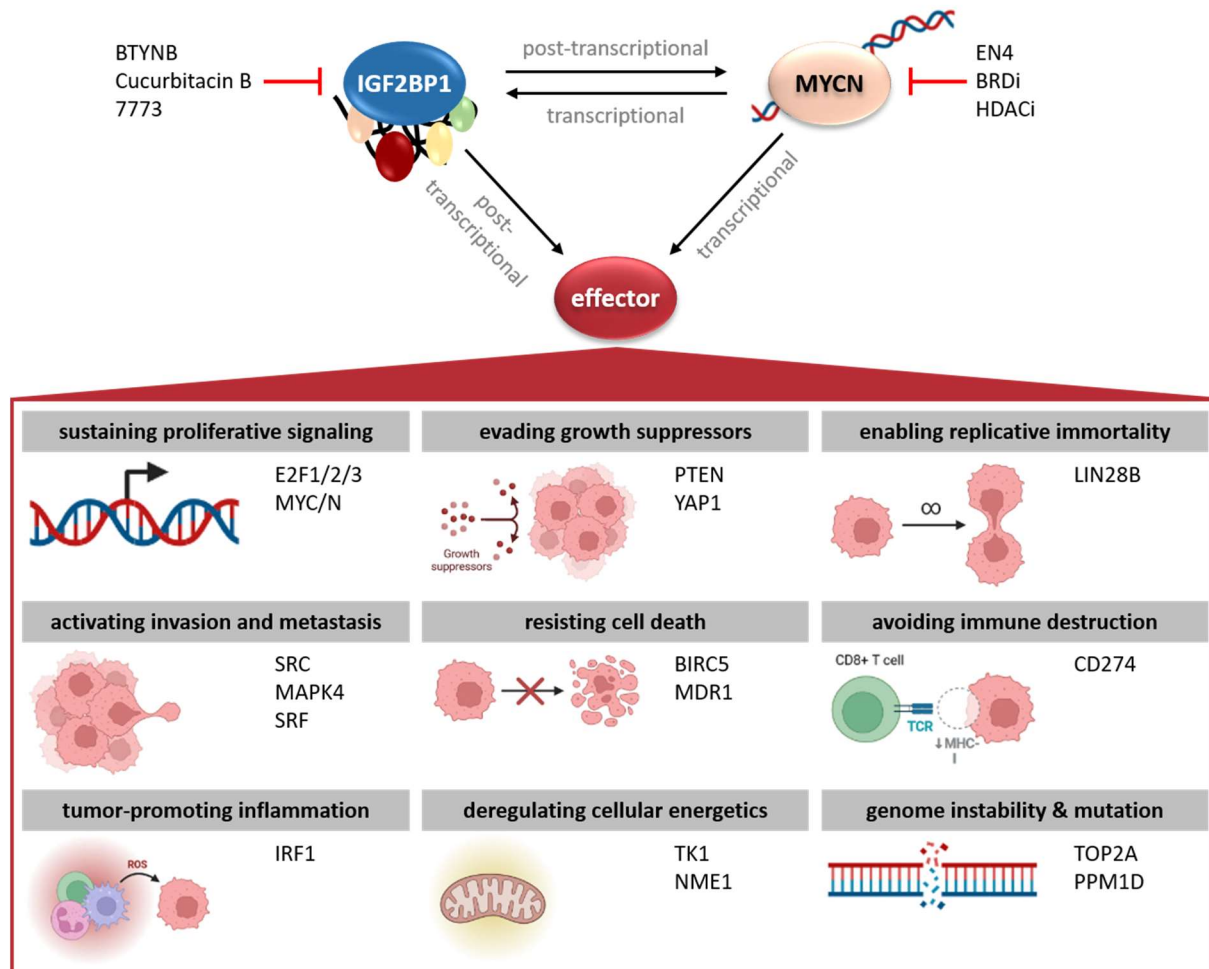 BTYNB
Cucurbitacin B
7773
IGF2BP1
post-transcriptional
transcriptional
MYCN
EN4
BRDi
HDACi
post-
transcriptional
transcriptional
effector
sustaining proliferative signaling
E2F1/2/3
MYC/N
evading growth suppressors
Growth
suppressors
PTEN
YAP1
enabling replicative immortality
∞
LIN28B
activating invasion and metastasis
SRC
MAPK4
SRF
resisting cell death
BIRC5
MDR1
avoiding immune destruction
CD8+ T cell
TCR
↓MHC-
I
CD274
tumor-promoting inflammation
ROS
IRF1
deregulating cellular energetics
TK1
NME1
genome instability & mutation
TOP2A
PPM1D